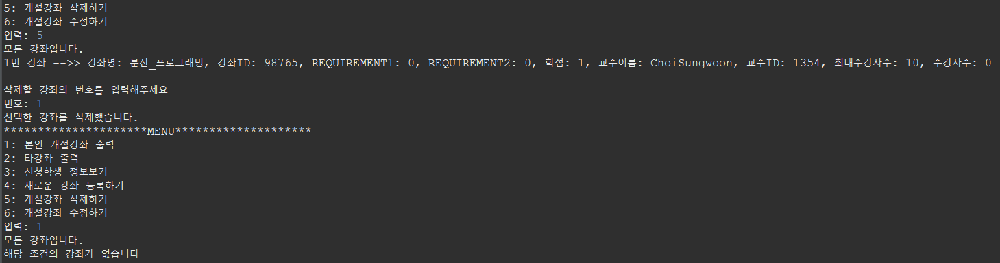 5: 개설강좌 삭제하기
6: 개설강좌 수정하기
입력: 5
모든 강좌입니다.
1번 강좌 -->> 강좌명: 분산_프로그래밍, 강좌ID: 98765, REQUIREMENT1: 0, REQUIREMENT2: 0, 학점: 1, 교수이름: ChoiSungwoon, 교수ID: 1354, 최대수강자수: 10, 수강자수: 0
삭제할 강좌의 번호를 입력해주세요
번호: 1
선택한 강좌를 삭제했습니다.
*********************MENU********************
1: 본인 개설강좌 출력
2: 타강좌 출력
3: 신청학생 정보보기
4: 새로운 강좌 등록하기
5: 개설강좌 삭제하기
6: 개설강좌 수정하기
입력: 1
모든 강좌입니다.
해당 조건의 강좌가 없습니다